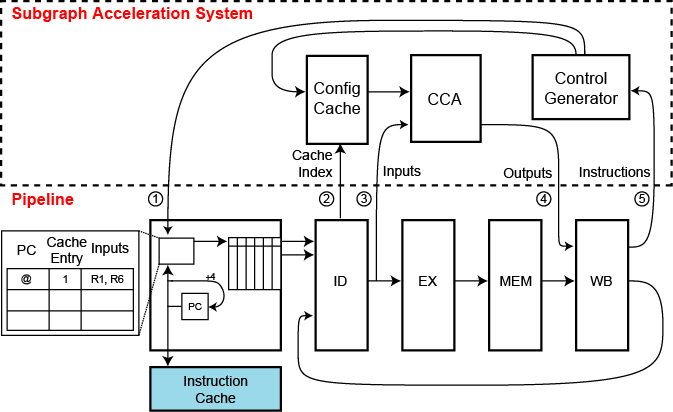 Subgraph Acceleration System
Config
Cache
CCA
Control
Generator
Cache
Index
Inputs
Outputs
Instructions
Pipeline
① ② ③ ④ ⑤
PC Cache Entry Inputs
@ 1 R1, R6
+4
PC
ID
EX
MEM
WB
Instruction
Cache